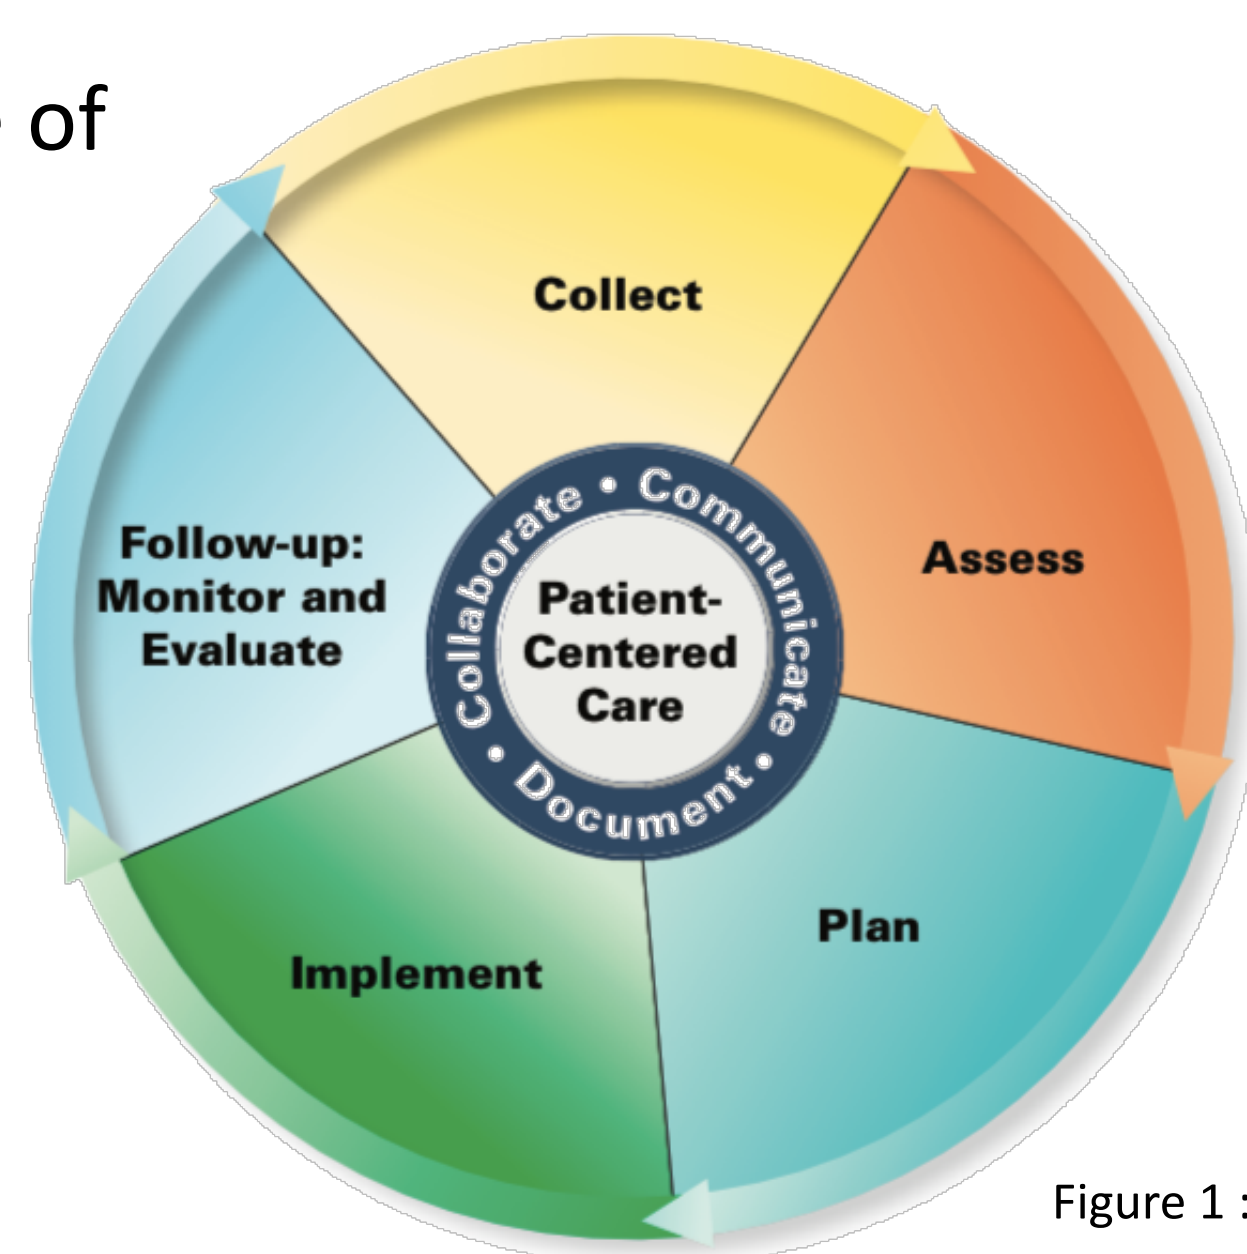 of
Collect
Assess
Plan
Implement
Follow-up:
Monitor and
Evaluate
Collaborate • Communicate • Document •
Patient-
Centered
Care
Figure 1 :